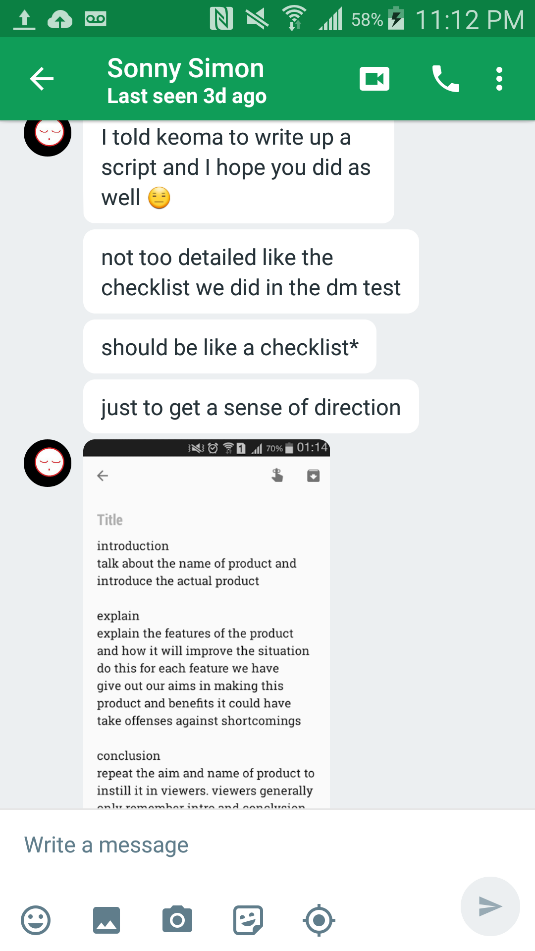 58% 11:12 PM
Sonny Simon
Last seen 3d ago
I told keoma to write up a
script and I hope you did as
well 😑
not too detailed like the
checklist we did in the dm test
should be like a checklist*
just to get a sense of direction
1 70% 01:14
Title
introduction
talk about the name of product and
introduce the actual product
explain
explain the features of the product
and how it will improve the situation
do this for each feature we have
give out our aims in making this
product and benefits it could have
take offenses against shortcomings
conclusion
repeat the aim and name of product to
instill it in viewers. viewers generally
only remember intro and conclusion
Write a message